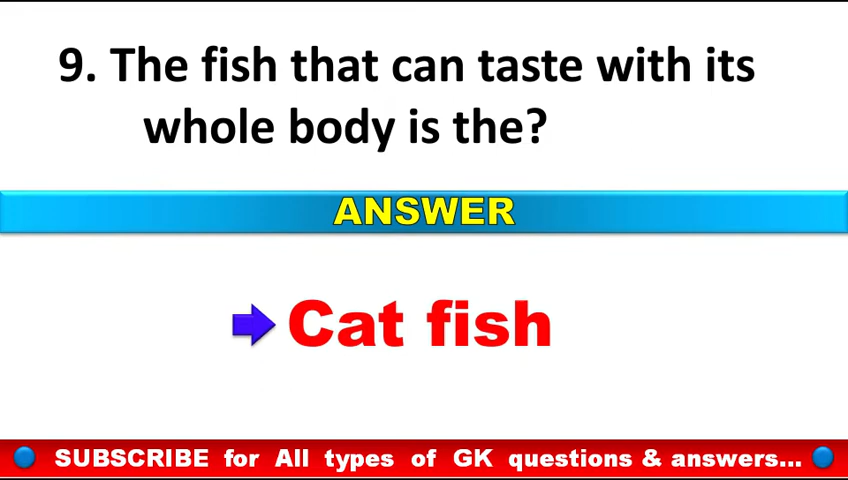 9. The fish that can taste with its
whole body is the?
ANSWER
Cat fish
SUBSCRIBE for All types of GK questions & answers...